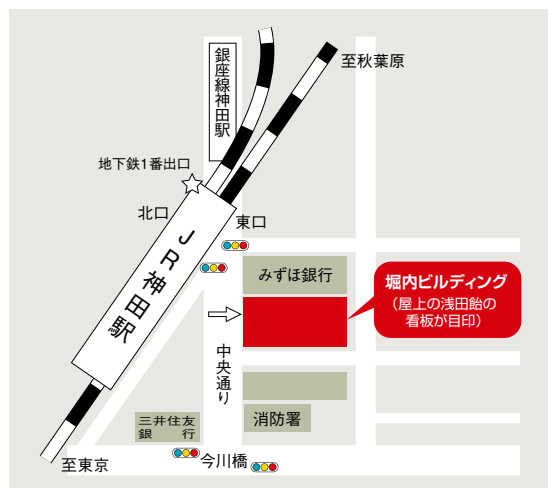 銀座線神田駅
至秋葉原
地下鉄1番出口
北口
東口
JR神田駅
みずほ銀行
堀内ビルディング
（屋上の浅田飴の
看板が目印）
中央通り
三井住友
銀行
消防署
今川橋
至東京